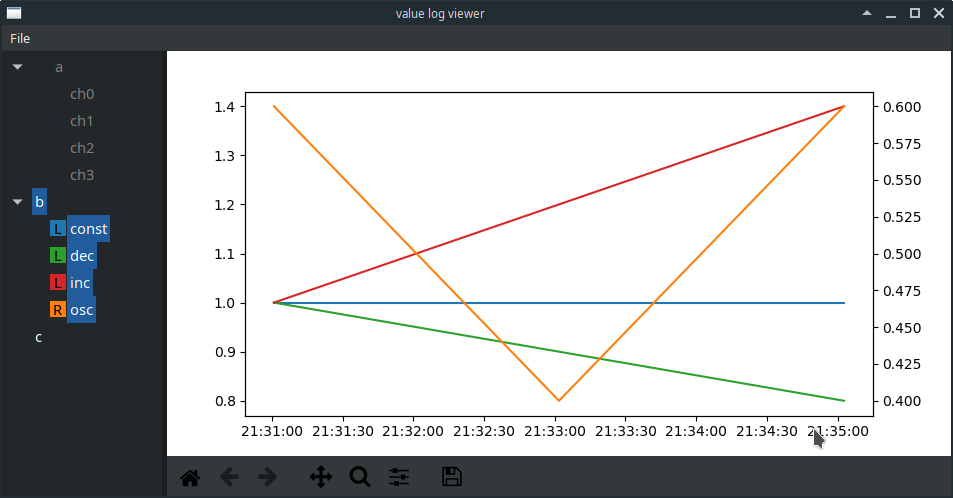 value log viewer
File
a
ch0
ch1
ch2
ch3
b
L const
L dec
L inc
R osc
c
1.4
1.3
1.2
1.1
1.0
0.9
0.8
0.600
0.575
0.550
0.525
0.500
0.475
0.450
0.425
0.400
21:31:00 21:31:30 21:32:00 21:32:30 21:33:00 21:33:30 21:34:00 21:34:30 21:35:00